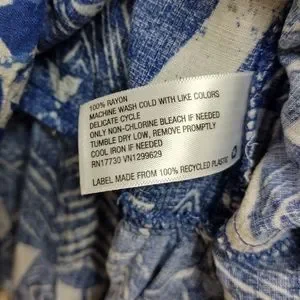 100% RAYON
MACHINE WASH COLD WITH LIKE COLORS
DELICATE CYCLE
ONLY NON-CHLORINE BLEACH IF NEEDED
TUMBLE DRY LOW, REMOVE PROMPTLY
COOL IRON IF NEEDED
RN17730 VN1299629
LABEL MADE FROM 100% RECYCLED PLASTIC